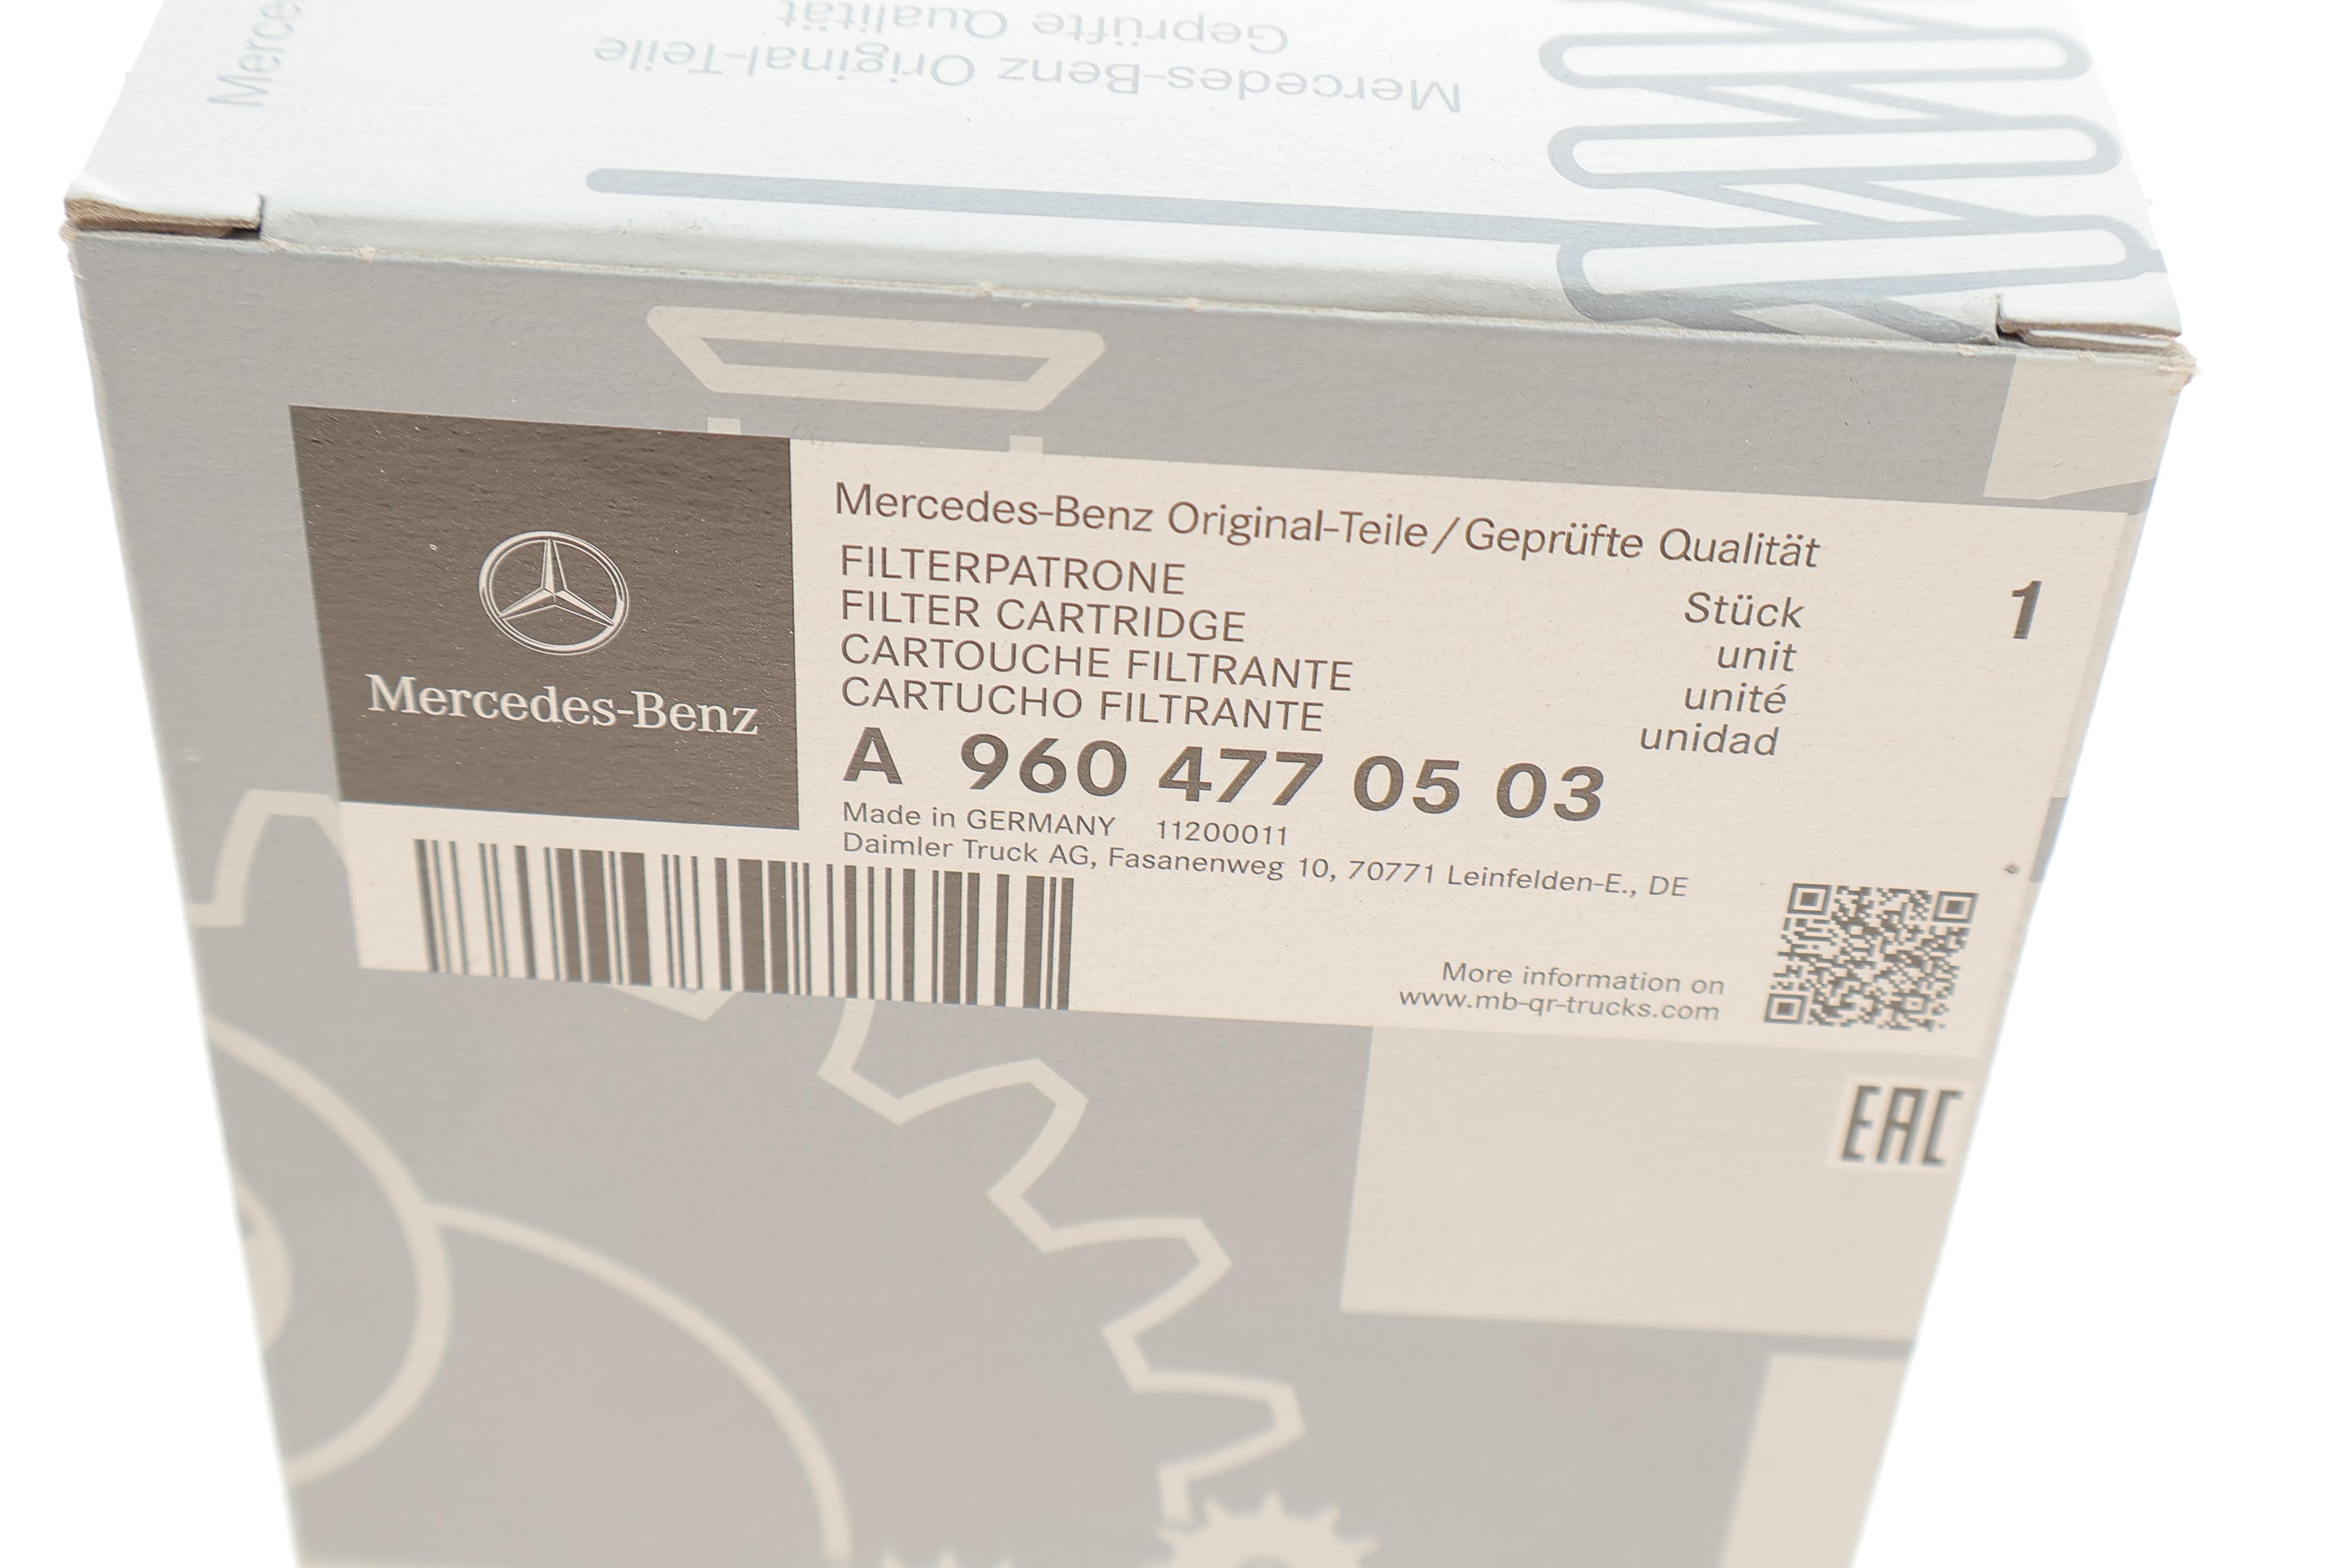 Merce
Geprüfte Qualität
Mercedes-Benz Original-Teile
Mercedes-Benz
Mercedes-Benz Original-Teile/Geprüfte Qualität
FILTERPATRONE
FILTER CARTRIDGE
CARTOUCHE FILTRANTE
CARTUCHO FILTRANTE
Stück 1
unit
unité
unidad
A 960 477 05 03
Made in GERMANY 11200011
Daimler Truck AG, Fasanenweg 10, 70771 Leinfelden-E., DE
More information on
www.mb-qr-trucks.com
EAC